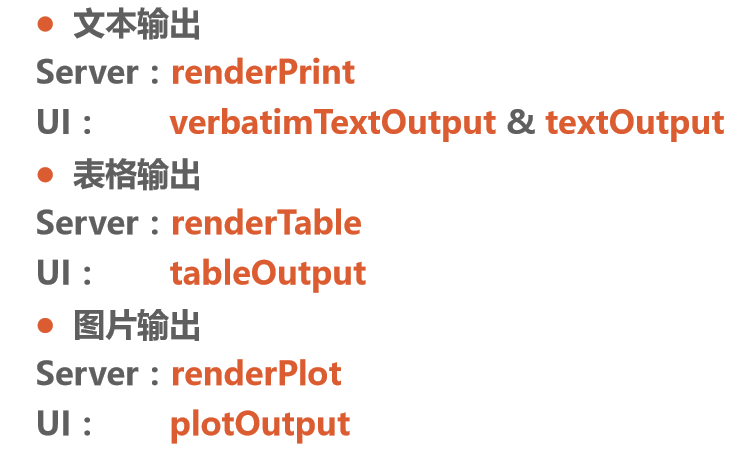 • 文本输出
Server：renderPrint
UI： verbatimTextOutput & textOutput
• 表格输出
Server：renderTable
UI： tableOutput
• 图片输出
Server：renderPlot
UI： plotOutput